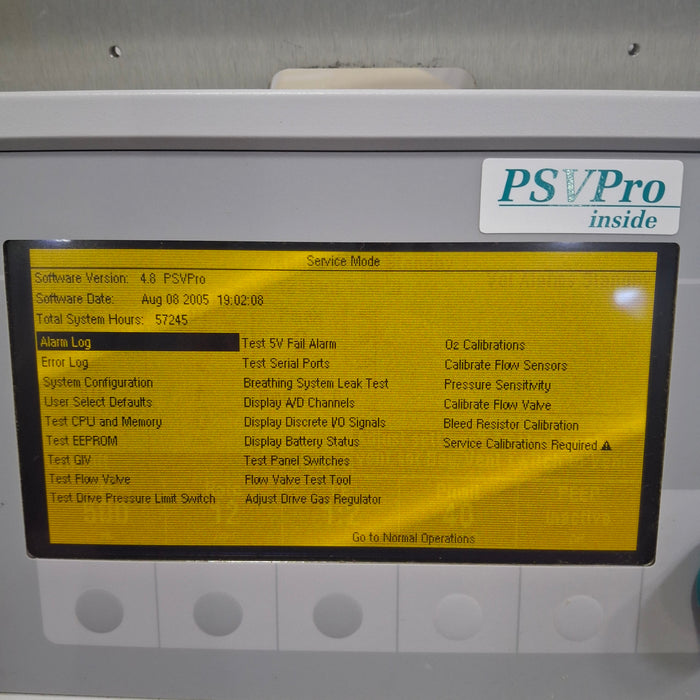 PSVPro
inside
Service Mode
Software Version: 4.8 PSVPro
Software Date: Aug 08 2005 19:02:08
Total System Hours: 57245
Alarm Log
Error Log
System Configuration
User Select Defaults
Test CPU and Memory
Test EEPROM
Test GIV
Test Flow Valve
Test Drive Pressure Limit Switch
Test 5V Fail Alarm
Test Serial Ports
Breathing System Leak Test
Display A/D Channels
Display Discrete I/O Signals
Display Battery Status
Test Panel Switches
Flow Valve Test Tool
Adjust Drive Gas Regulator
O2 Calibrations
Calibrate Flow Sensors
Pressure Sensitivity
Calibrate Flow Valve
Bleed Resistor Calibration
Service Calibrations Required
Go to Normal Operations